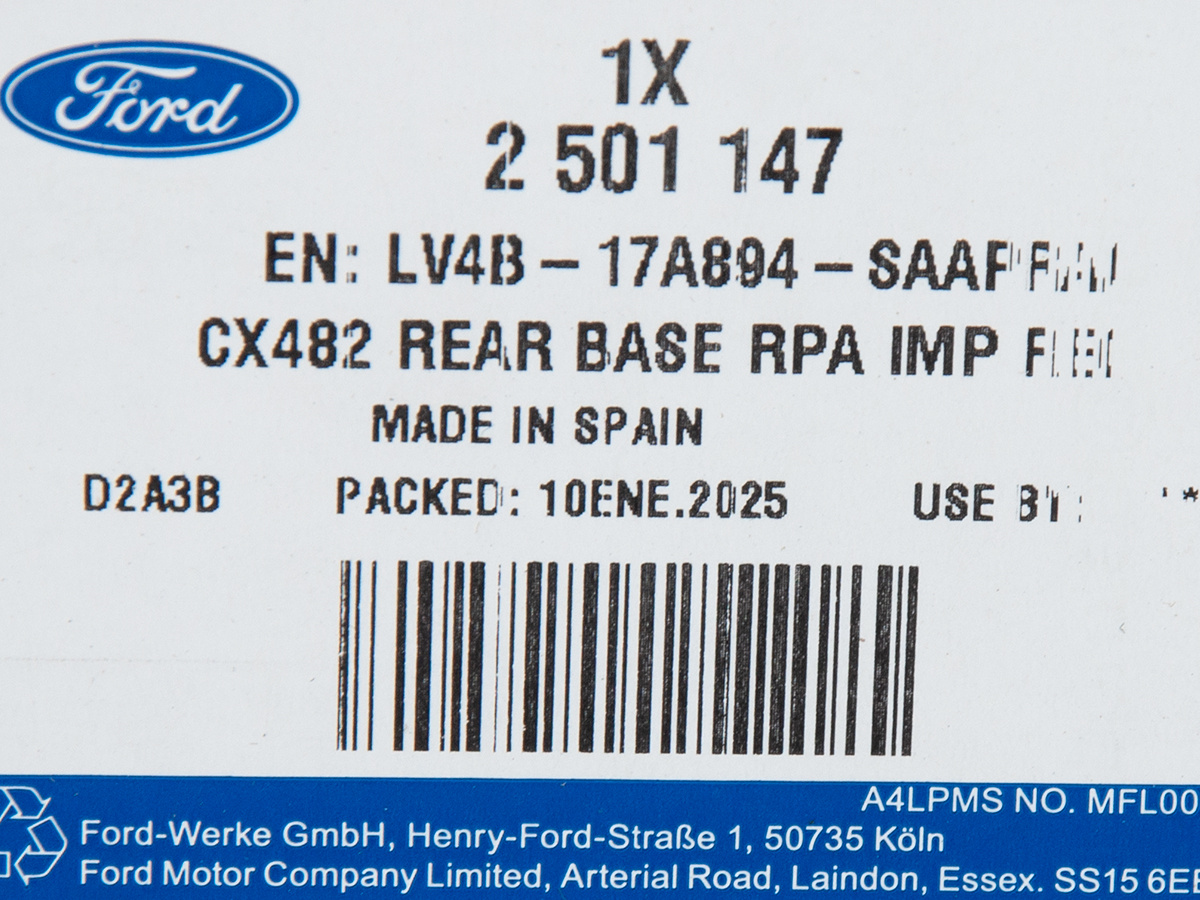 Ford
1X
2 501 147
EN: LV4B - 17A894 -
CX482 REAR BASE RPA IMP
MADE IN SPAIN
D2A3B PACKED: 10ENE.2025 USE BY:
A4LPMS NO. MFL00
Ford-Werke GmbH, Henry-Ford-Straße 1, 50735 Köln
Ford Motor Company Limited, Arterial Road, Laindon, Essex. SS15